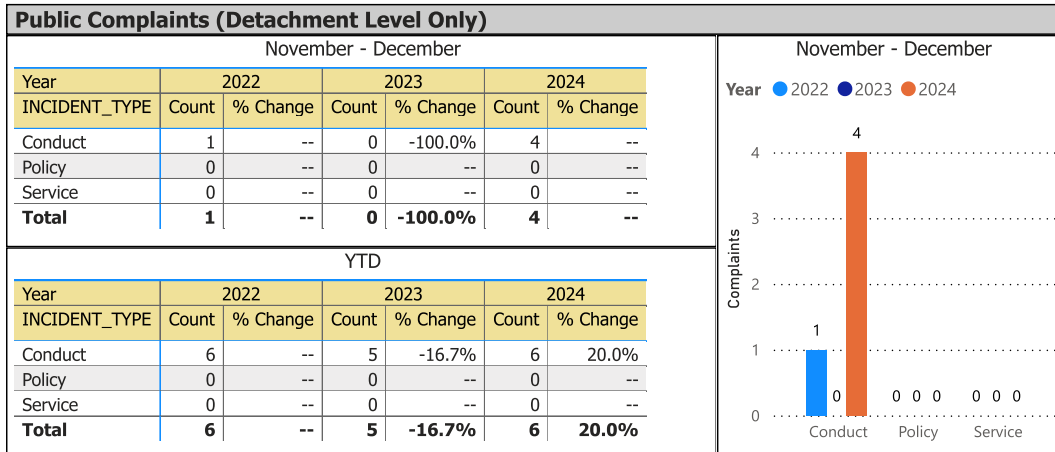 Public Complaints (Detachment Level Only)
November - December
Year 2022 2023 2024
INCIDENT_TYPE Count % Change Count % Change Count % Change
Conduct 1 -- 0 -100.0% 4 --
Policy 0 -- 0 -- 0 --
Service 0 -- 0 -- 0 --
Total 1 -- 0 -100.0% 4 --
YTD
Year 2022 2023 2024
INCIDENT_TYPE Count % Change Count % Change Count % Change
Conduct 6 -- 5 -16.7% 6 20.0%
Policy 0 -- 0 -- 0 --
Service 0 -- 0 -- 0 --
Total 6 -- 5 -16.7% 6 20.0%
November - December
Year 2022 2023 2024
Complaints
4
3
2
1
0
1 0 4
0 0 0
0 0 0
Conduct Policy Service